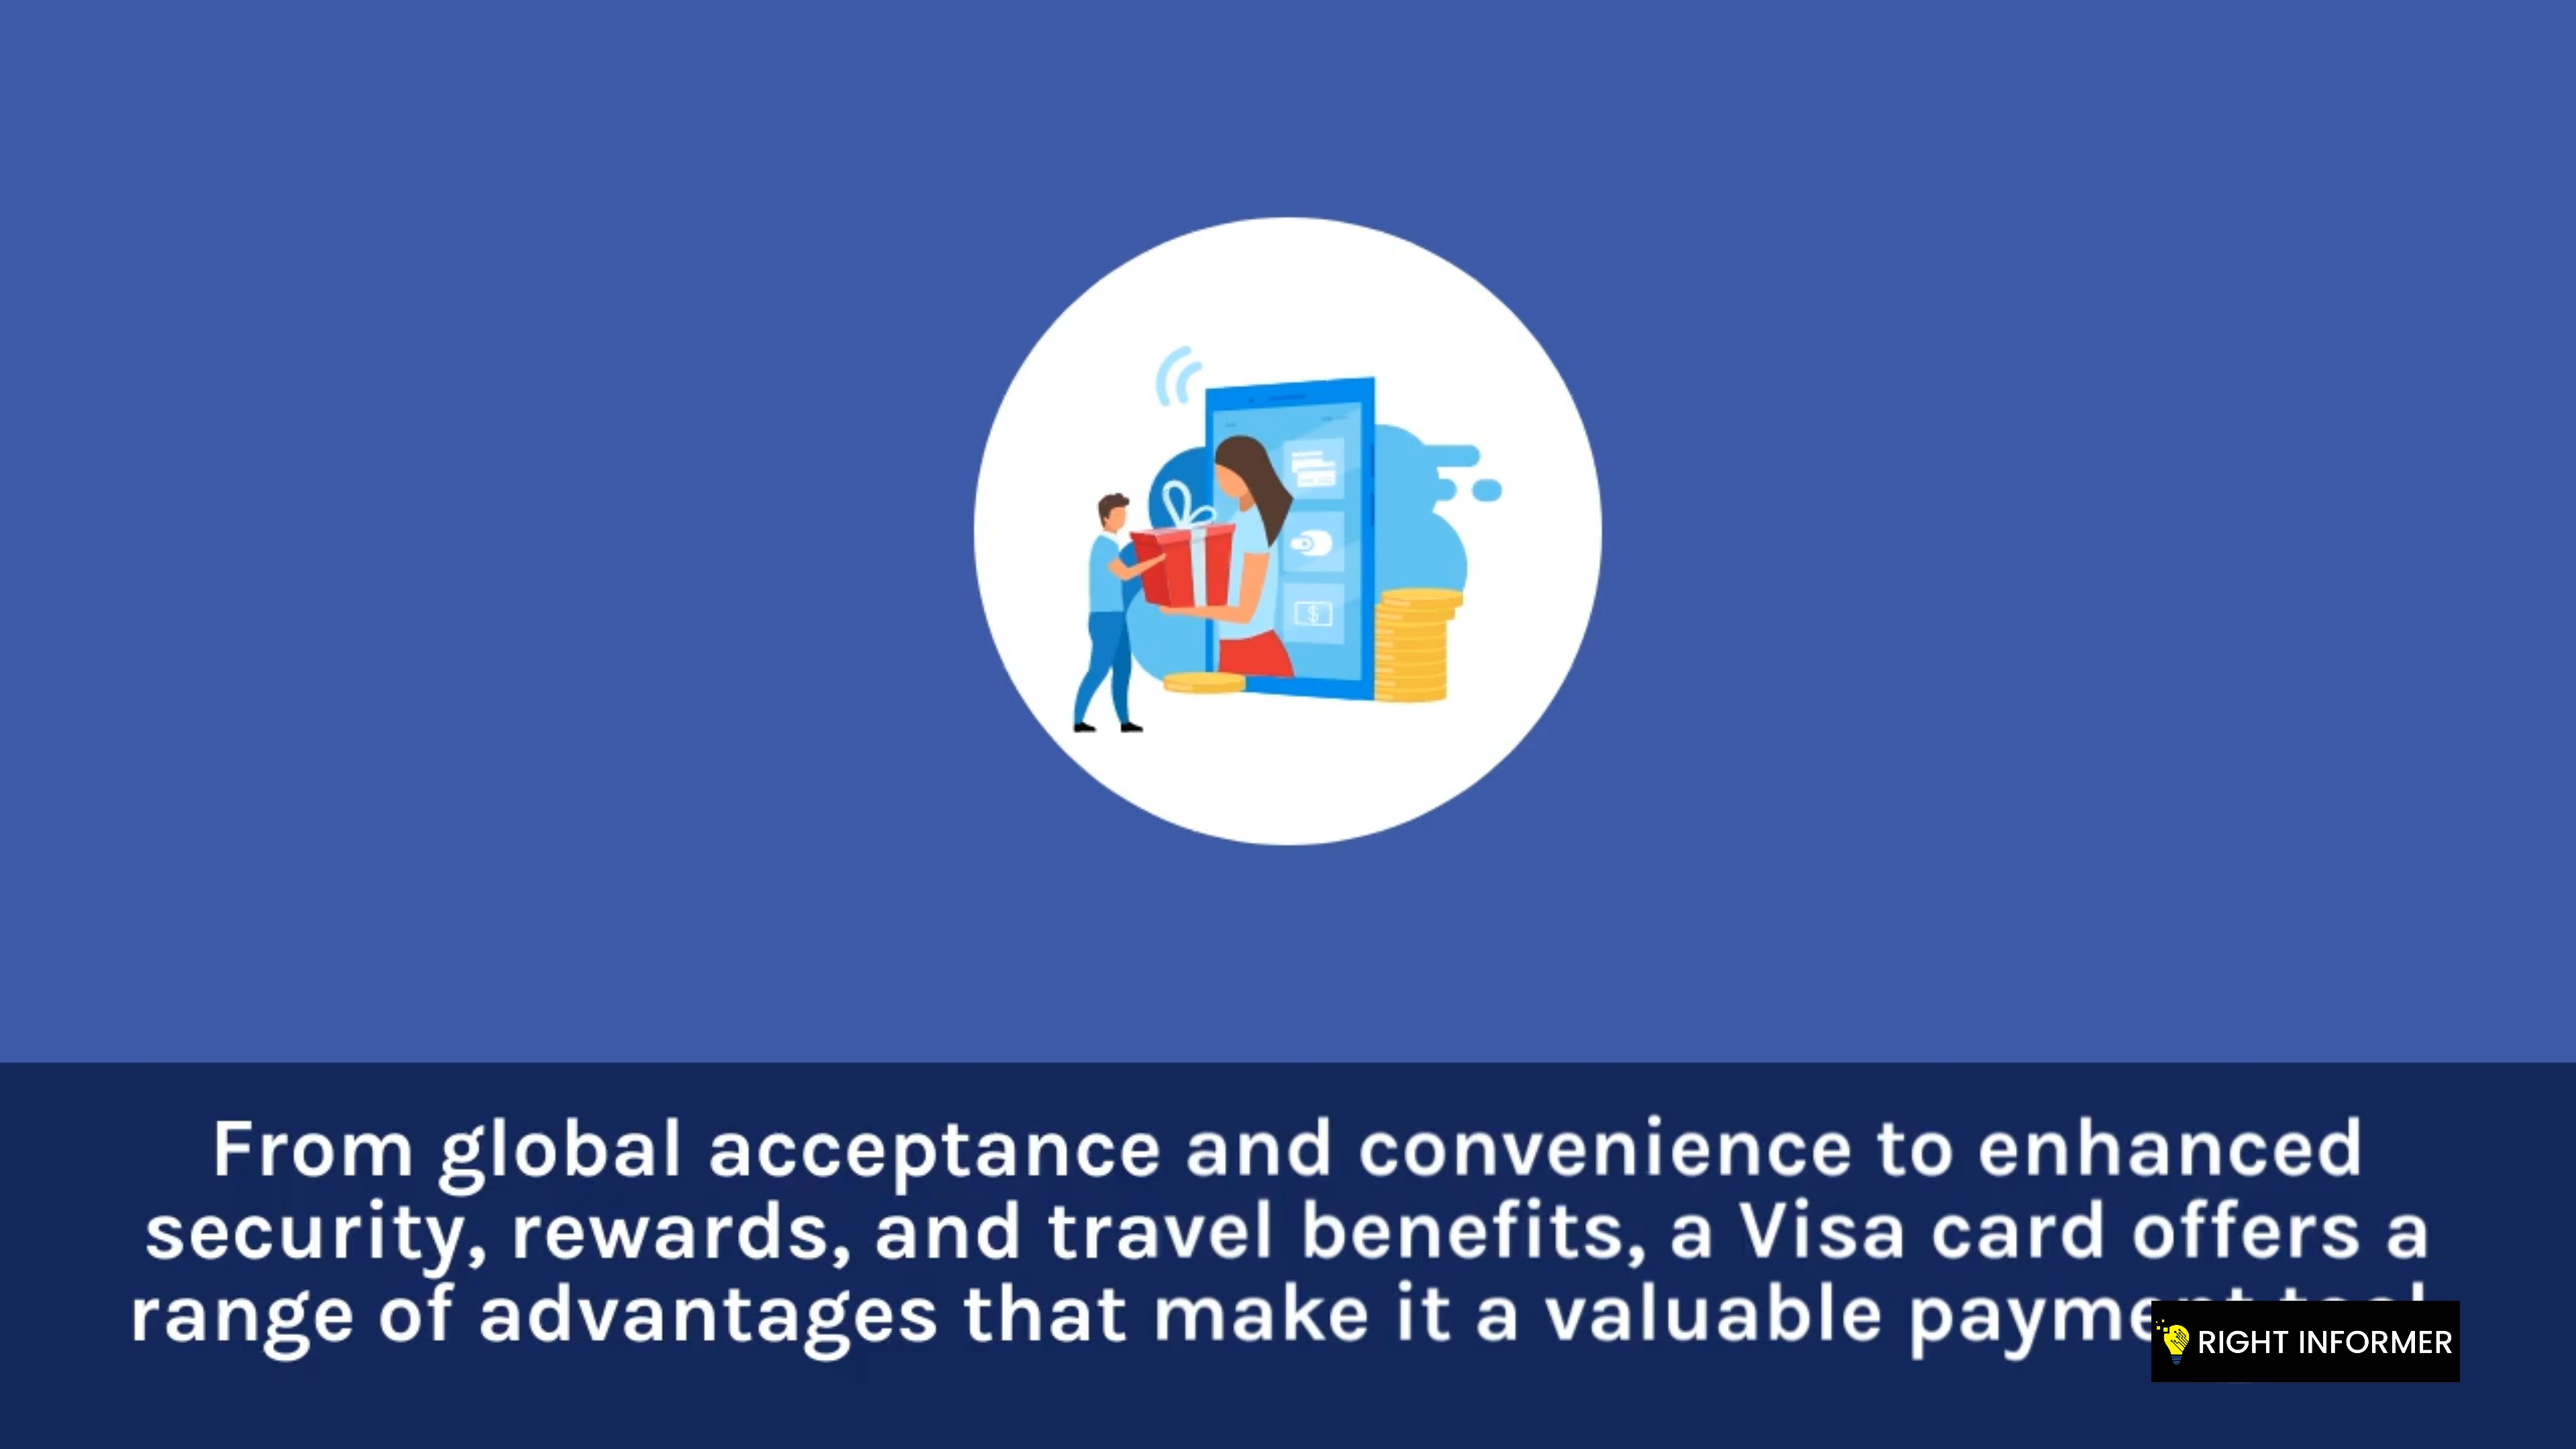 From global acceptance and convenience to enhanced
security, rewards, and travel benefits, a Visa card offers a
range of advantages that make it a valuable
RIGHT INFORMER
$